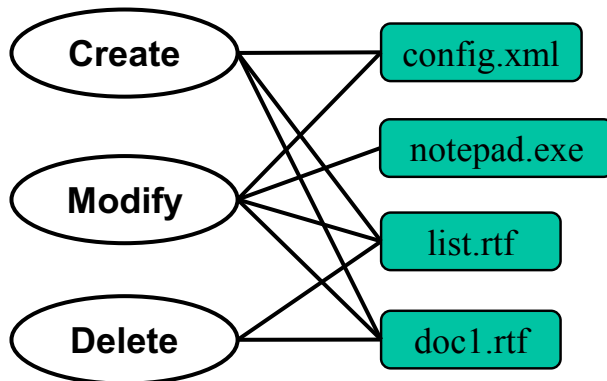 Create
config.xml
notepad.exe
Modify
list.rtf
Delete
doc1.rtf